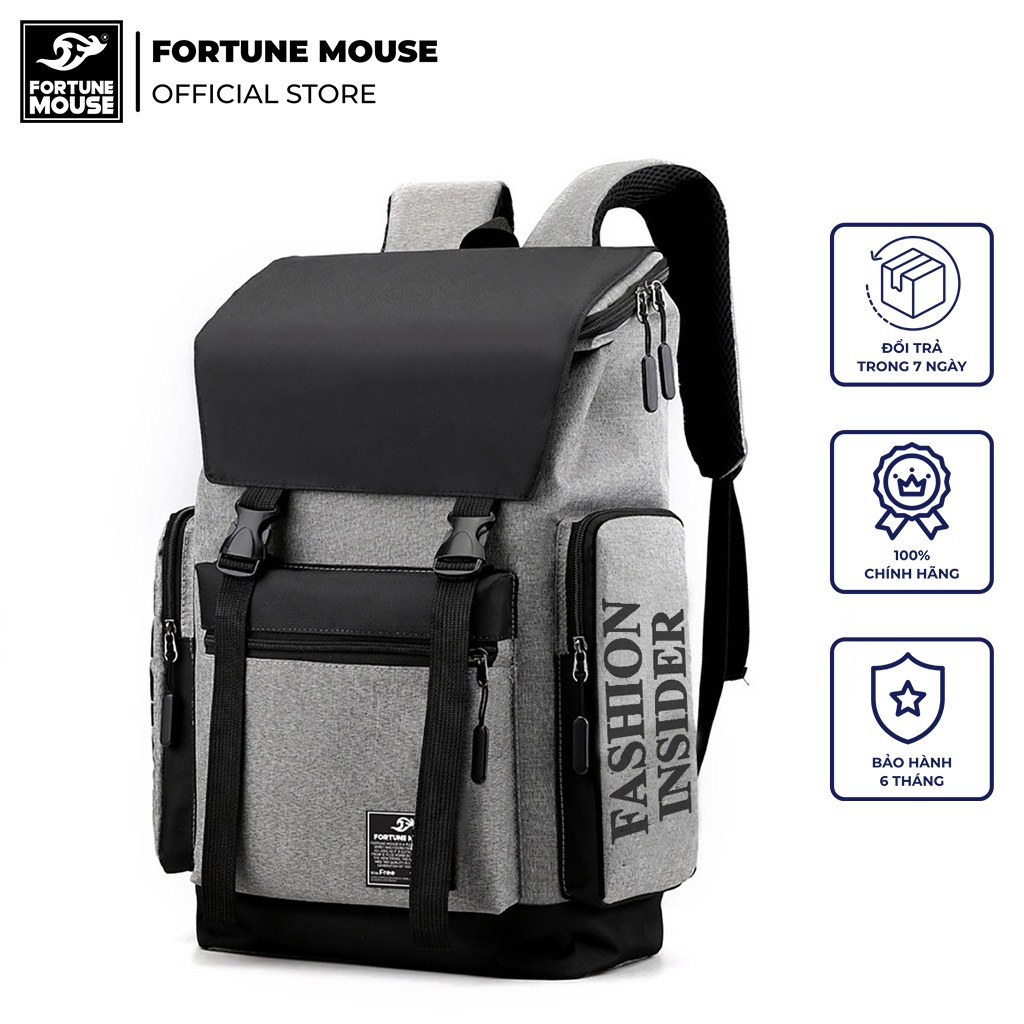 FORTUNE
MOUSE
FORTUNE MOUSE
OFFICIAL STORE
ĐỔI TRẢ
TRONG 7 NGÀY
100%
CHÍNH HÃNG
BẢO HÀNH
6 THÁNG
FASHION
INSIDER
FORTUNE M
Free